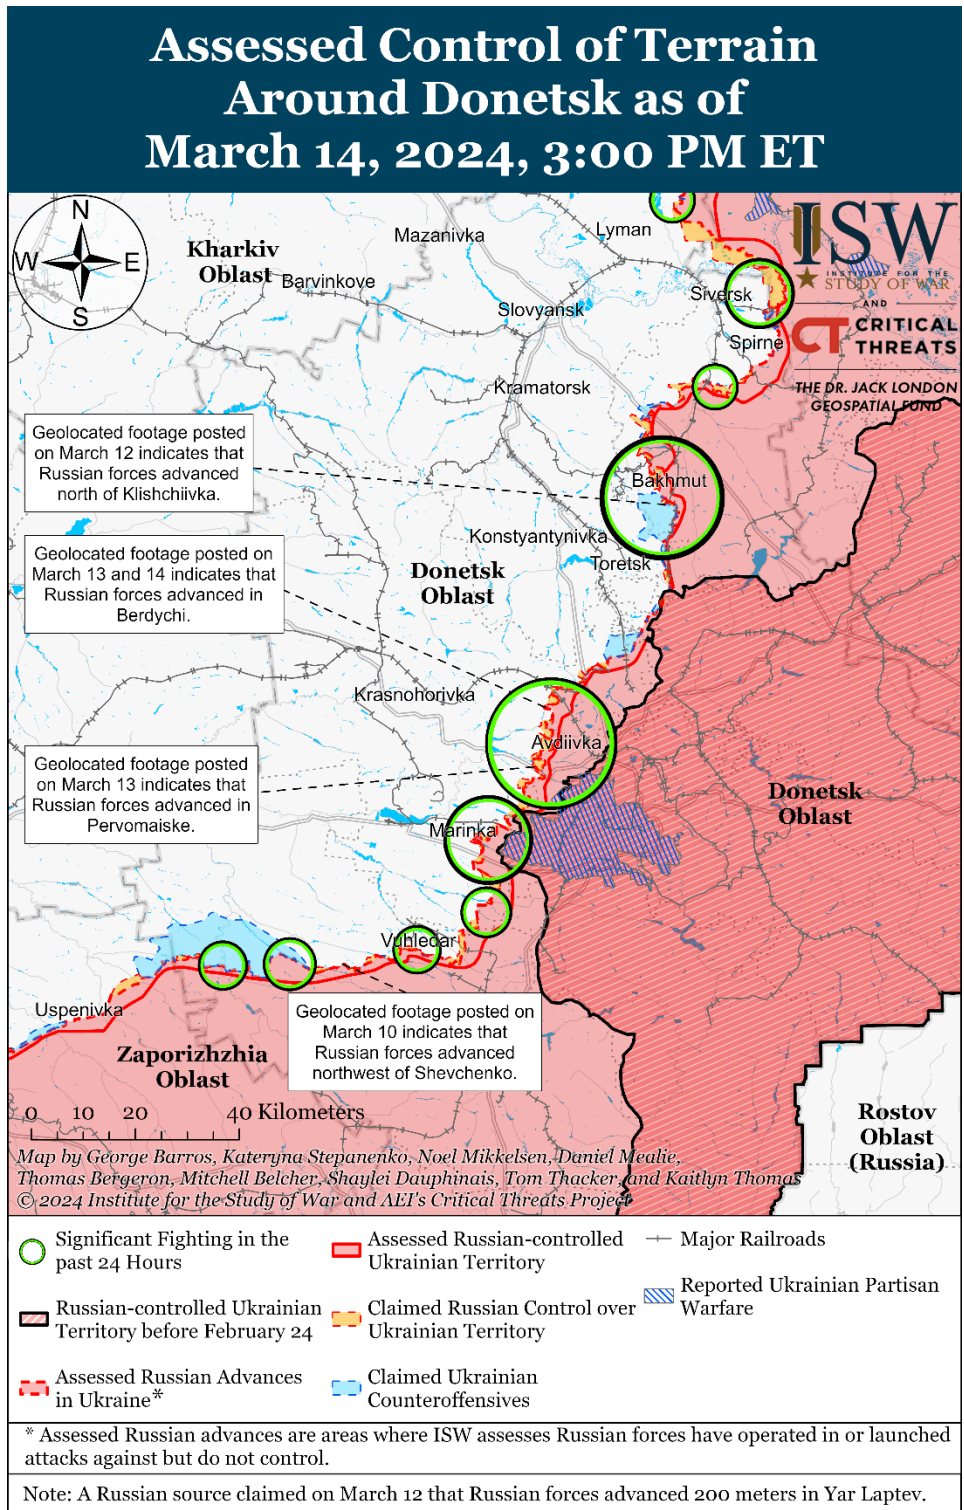 Assessed Control of Terrain
Around Donetsk as of
March 14, 2024, 3:00 PM ET
N
W
E
S
ISW
INSTITUTE FOR THE
STUDY OF WAR
AND
CT CRITICAL
THREATS
THE DR. JACK LONDON
GEOSPATIAL FUND
Kharkiv
Oblast
Mazanivka
Lyman
Barvinkove
Slovyansk
Siversk
Spirne
Kramatorsk
Geolocated footage posted
on March 12 indicates that
Russian forces advanced
north of Klishchiivka.
Bakhmut
Konstyantynivka
Toretsk
Geolocated footage posted on
March 13 and 14 indicates that
Russian forces advanced in
Berdychi.
Donetsk
Oblast
Krasnohorivka
Avdiivka
Geolocated footage posted
on March 13 indicates that
Russian forces advanced in
Pervomaiske.
Donetsk
Oblast
Marinka
Vuhledar
Uspenivka
Geolocated footage posted on
March 10 indicates that
Russian forces advanced
northwest of Shevchenko.
Zaporizhzhia
Oblast
Rostov
Oblast
(Russia)
0 10 20 40 Kilometers
Map by George Barros, Kateryna Stepanenko, Noel Mikkelsen, Daniel Mealie,
Thomas Bergeron, Mitchell Belcher, Shaylei Dauphinais, Tom Thacker, and Kaitlyn Thomas
© 2024 Institute for the Study of War and AEI's Critical Threats Project
Significant Fighting in the
past 24 Hours
Russian-controlled Ukrainian
Territory before February 24
Assessed Russian Advances
in Ukraine*
Assessed Russian-controlled
Ukrainian Territory
Claimed Russian Control over
Ukrainian Territory
Claimed Ukrainian
Counteroffensives
Major Railroads
Reported Ukrainian Partisan
Warfare
* Assessed Russian advances are areas where ISW assesses Russian forces have operated in or launched
attacks against but do not control.
Note: A Russian source claimed on March 12 that Russian forces advanced 200 meters in Yar Laptev.